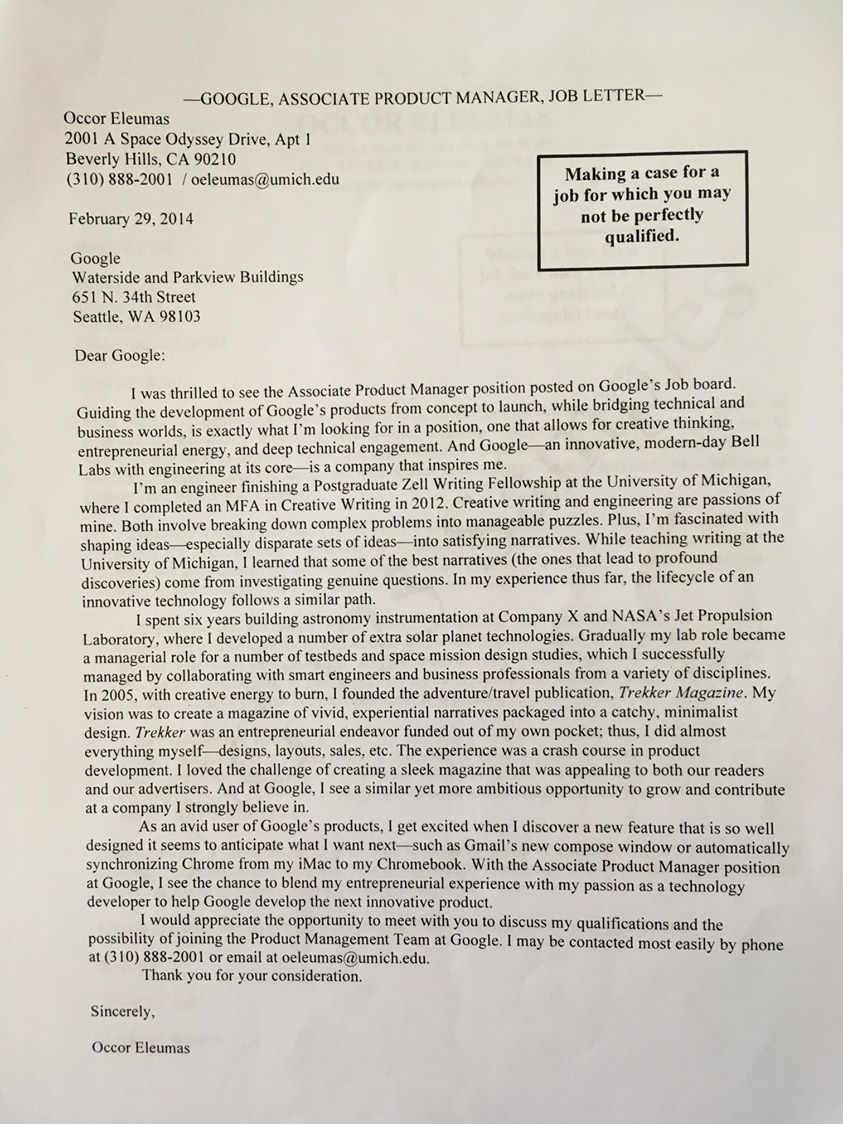 —GOOGLE, ASSOCIATE PRODUCT MANAGER, JOB LETTER—
Occor Eleumas
2001 A Space Odyssey Drive, Apt 1
Beverly Hills, CA 90210
(310) 888-2001 / oeleumas@umich.edu
Making a case for a
job for which you may
not be perfectly
qualified.
February 29, 2014
Google
Waterside and Parkview Buildings
651 N. 34th Street
Seattle, WA 98103
Dear Google:
I was thrilled to see the Associate Product Manager position posted on Google's Job board.
Guiding the development of Google's products from concept to launch, while bridging technical and
business worlds, is exactly what I'm looking for in a position, one that allows for creative thinking,
entrepreneurial energy, and deep technical engagement. And Google—an innovative, modern-day Bell
Labs with engineering at its core—is a company that inspires me.
I'm an engineer finishing a Postgraduate Zell Writing Fellowship at the University of Michigan,
where I completed an MFA in Creative Writing in 2012. Creative writing and engineering are passions of
mine. Both involve breaking down complex problems into manageable puzzles. Plus, I'm fascinated with
shaping ideas—especially disparate sets of ideas—into satisfying narratives. While teaching writing at the
University of Michigan, I learned that some of the best narratives (the ones that lead to profound
discoveries) come from investigating genuine questions. In my experience thus far, the lifecycle of an
innovative technology follows a similar path.
I spent six years building astronomy instrumentation at Company X and NASA's Jet Propulsion
Laboratory, where I developed a number of extra solar planet technologies. Gradually my lab role became
a managerial role for a number of testbeds and space mission design studies, which I successfully
managed by collaborating with smart engineers and business professionals from a variety of disciplines.
In 2005, with creative energy to burn, I founded the adventure/travel publication, Trekker Magazine. My
vision was to create a magazine of vivid, experiential narratives packaged into a catchy, minimalist
design. Trekker was an entrepreneurial endeavor funded out of my own pocket; thus, I did almost
everything myself—designs, layouts, sales, etc. The experience was a crash course in product
development. I loved the challenge of creating a sleek magazine that was appealing to both our readers
and our advertisers. And at Google, I see a similar yet more ambitious opportunity to grow and contribute
at a company I strongly believe in.
As an avid user of Google's products, I get excited when I discover a new feature that is so well
designed it seems to anticipate what I want next—such as Gmail's new compose window or automatically
synchronizing Chrome from my iMac to my Chromebook. With the Associate Product Manager position
at Google, I see the chance to blend my entrepreneurial experience with my passion as a technology
developer to help Google develop the next innovative product.
I would appreciate the opportunity to meet with you to discuss my qualifications and the
possibility of joining the Product Management Team at Google. I may be contacted most easily by phone
at (310) 888-2001 or email at oeleumas@umich.edu.
Thank you for your consideration.
Sincerely,
Occor Eleumas